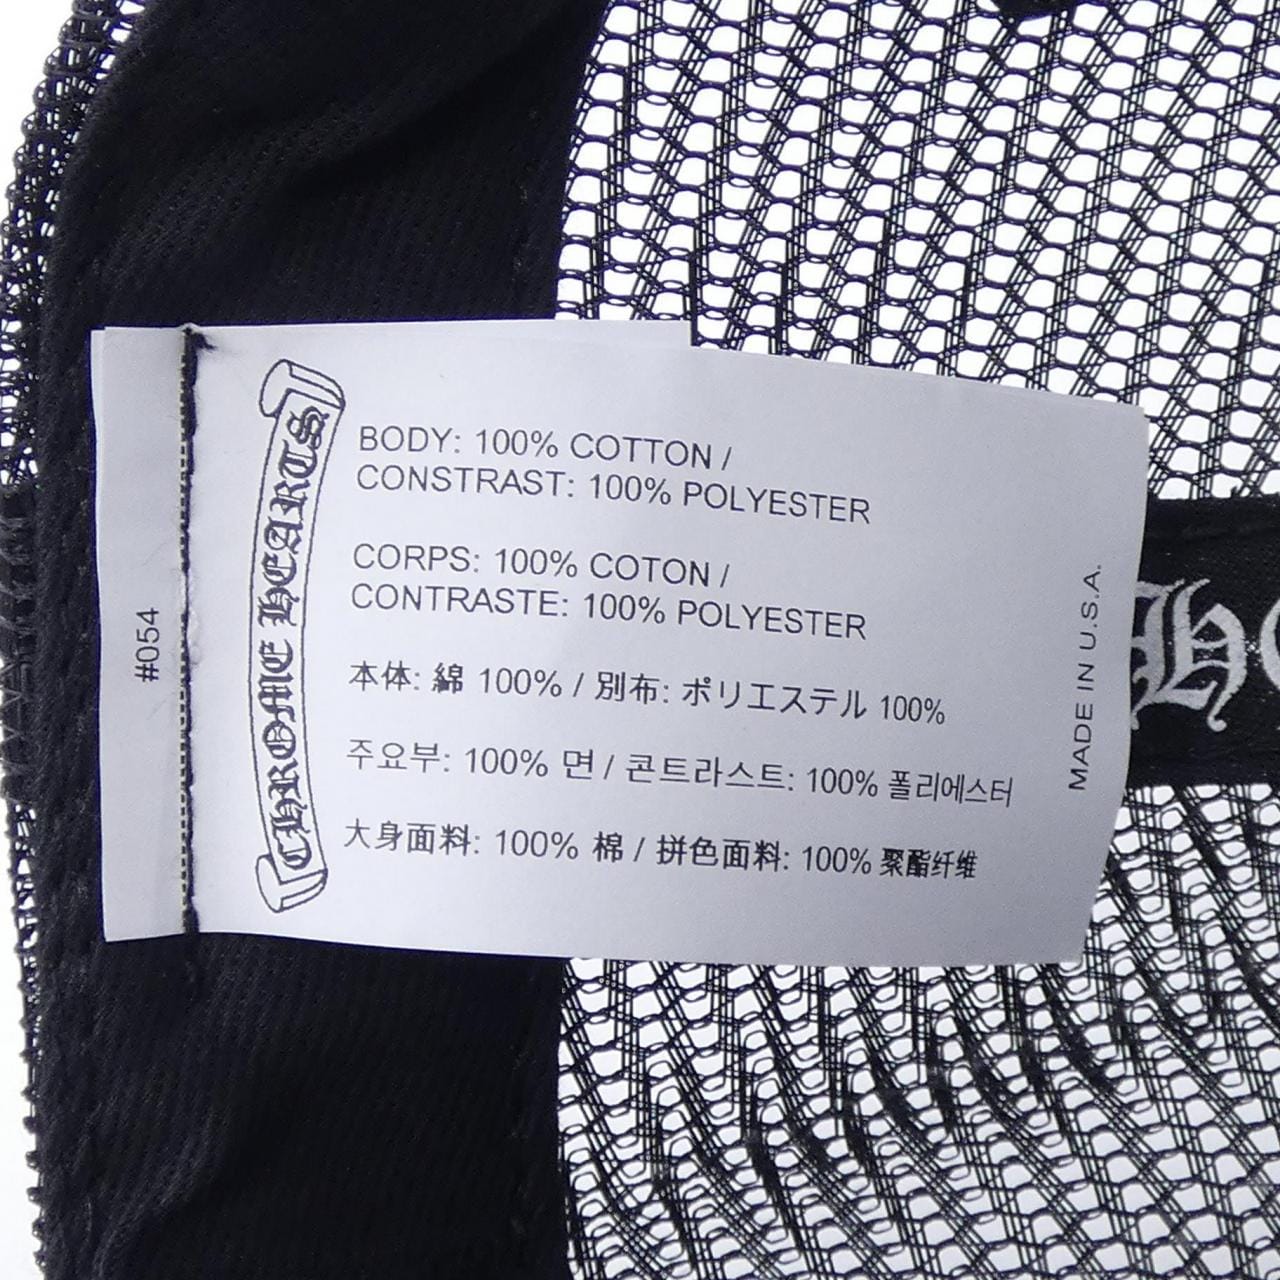 #054
CHROME HEARTS
BODY: 100% COTTON /
CONSTRAST: 100% POLYESTER
CORPS: 100% COTON /
CONTRASTE: 100% POLYESTER
本体: 綿 100% / 別布: ポリエステル 100%
주요부: 100% 면 / 콘트라스트: 100% 폴리에스터
大身面料: 100% 棉 / 拼色面料: 100% 聚酯纤维
MADE IN U.S.A.